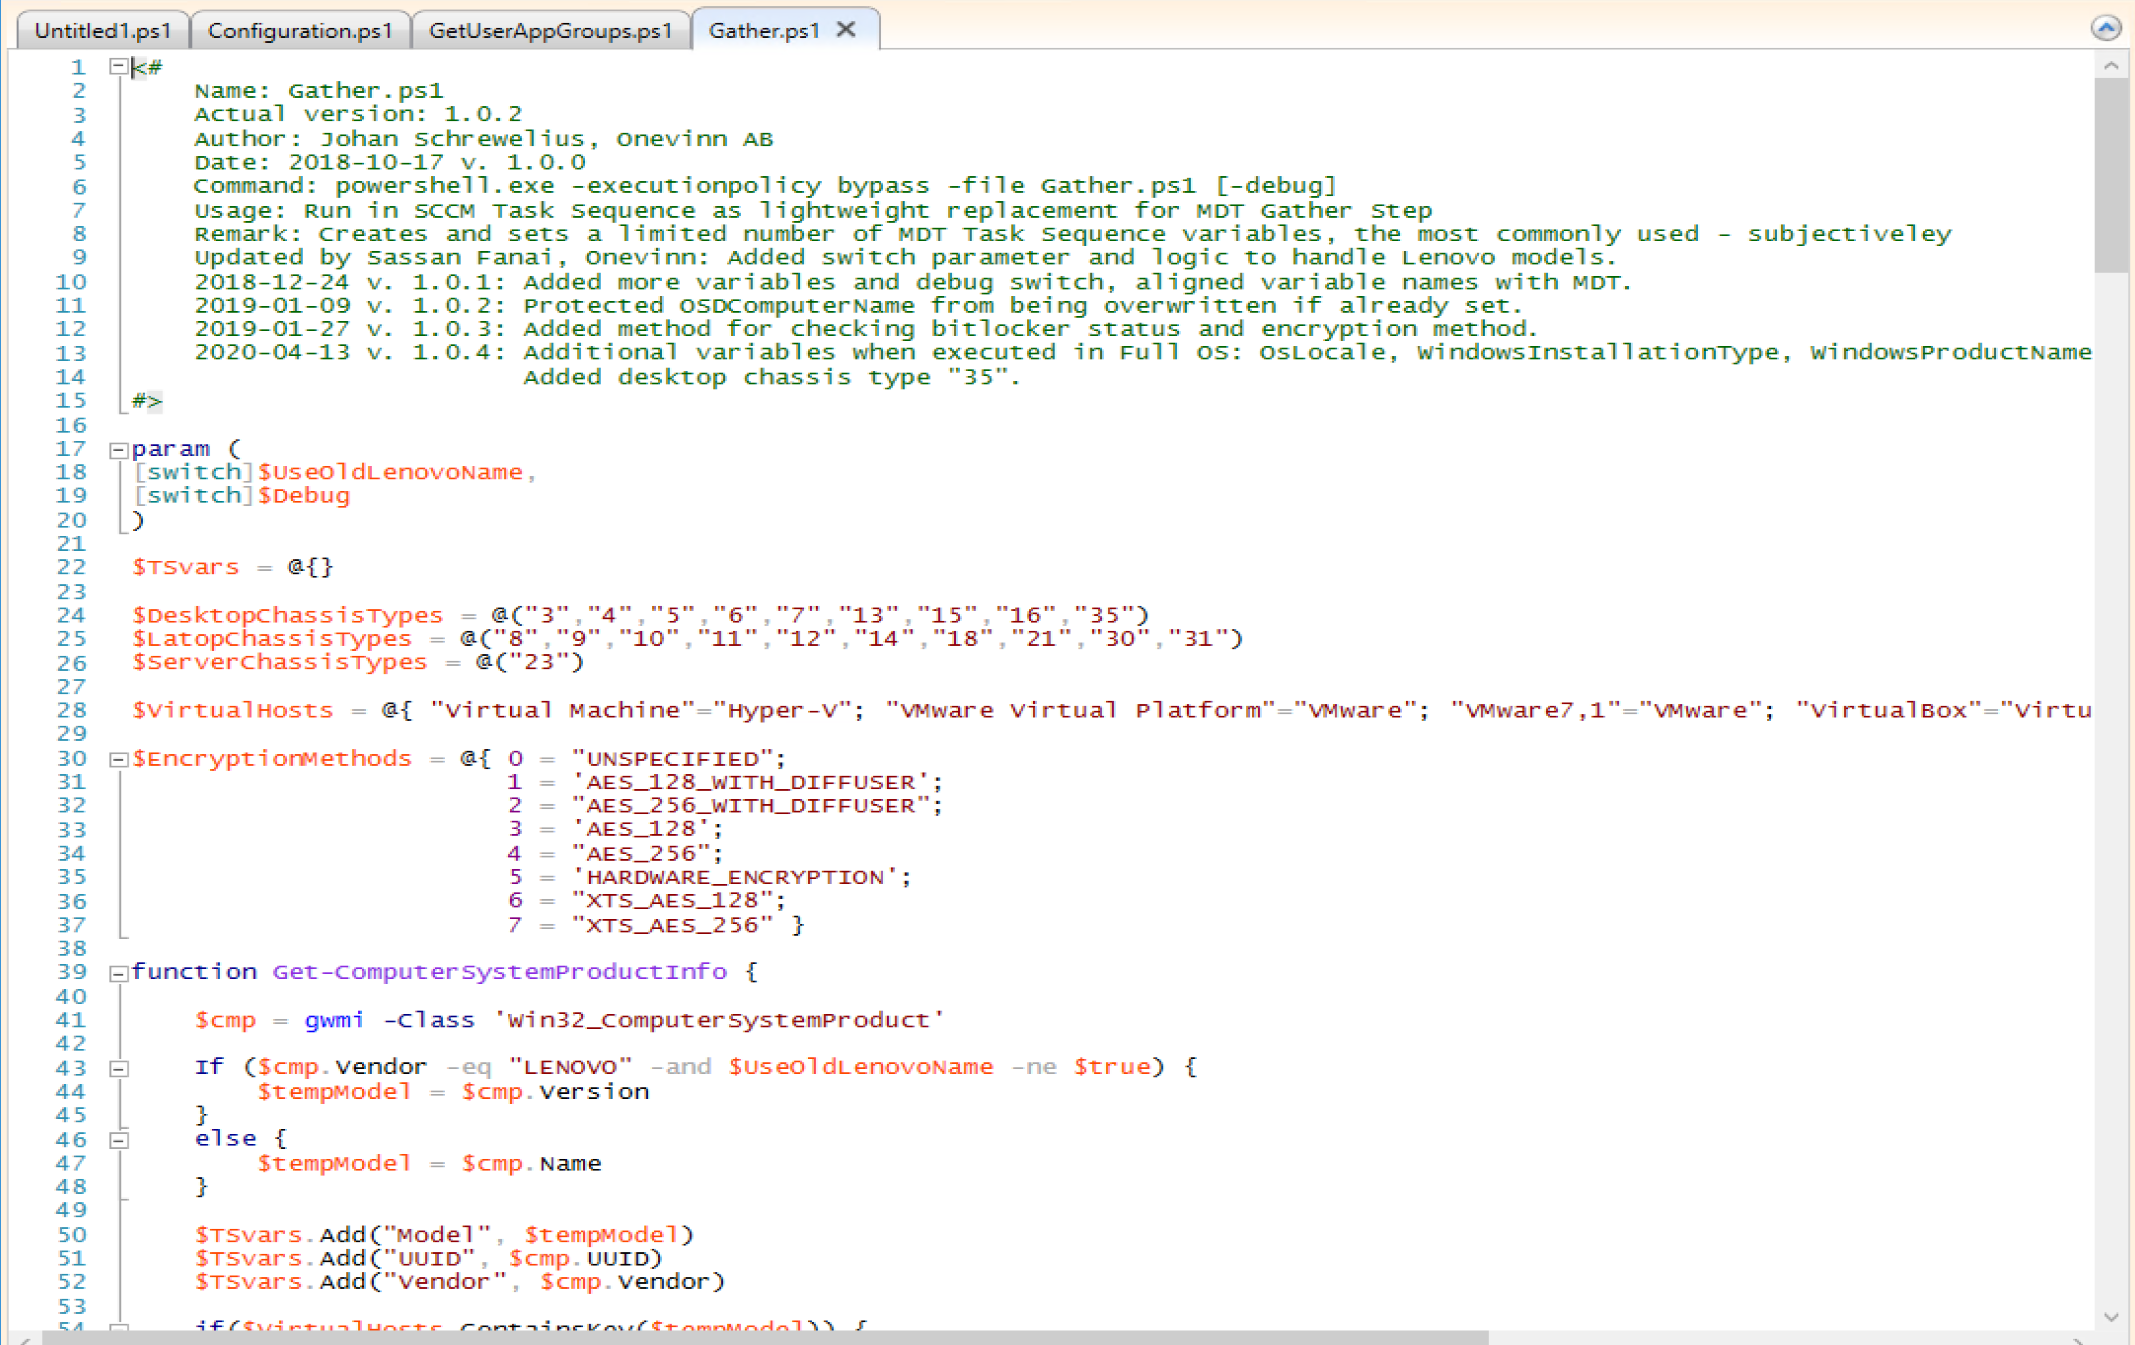 Untitled1.ps1 Configuration.ps1 GetUserAppGroups.ps1 Gather.ps1
1 <#
2 Name: Gather.ps1
3 Actual version: 1.0.2
4 Author: Johan Schrewelius, Onevinn AB
5 Date: 2018-10-17 v. 1.0.0
6 Command: powershell.exe -executionpolicy bypass -file Gather.ps1 [-debug]
7 Usage: Run in SCCM Task Sequence as lightweight replacement for MDT Gather Step
8 Remark: Creates and sets a limited number of MDT Task Sequence variables, the most commonly used - subjectiveley
9 Updated by Sassan Fanai, Onevinn: Added switch parameter and logic to handle Lenovo models.
10 2018-12-24 v. 1.0.1: Added more variables and debug switch, aligned variable names with MDT.
11 2019-01-09 v. 1.0.2: Protected OSDComputerName from being overwritten if already set.
12 2019-01-27 v. 1.0.3: Added method for checking bitlocker status and encryption method.
13 2020-04-13 v. 1.0.4: Additional variables when executed in Full OS: OsLocale, WindowsInstallationType, WindowsProductName
14 Added desktop chassis type "35".
15 #>
16
17 param (
18 [switch]$UseOldLenovoName,
19 [switch]$Debug
20 )
21
22 $TSvars = @{}
23
24 $DesktopChassisTypes = @("3","4","5","6","7","13","15","16","35")
25 $LatopChassisTypes = @("8","9","10","11","12","14","18","21","30","31")
26 $ServerChassisTypes = @("23")
27
28 $VirtualHosts = @{ "Virtual Machine"="Hyper-V"; "VMware Virtual Platform"="VMware"; "VMware7,1"="VMware"; "VirtualBox"="Virtu
29
30 $EncryptionMethods = @{ 0 = "UNSPECIFIED";
31 1 = 'AES_128_WITH_DIFFUSER';
32 2 = "AES_256_WITH_DIFFUSER";
33 3 = 'AES_128';
34 4 = "AES_256";
35 5 = 'HARDWARE_ENCRYPTION';
36 6 = "XTS_AES_128";
37 7 = "XTS_AES_256" }
38
39 function Get-ComputerSystemProductInfo {
40
41 $cmp = gwmi -Class 'Win32_ComputerSystemProduct'
42
43 If ($cmp.Vendor -eq "LENOVO" -and $UseOldLenovoName -ne $true) {
44 $tempModel = $cmp.Version
45 }
46 else {
47 $tempModel = $cmp.Name
48 }
49
50 $TSvars.Add("Model", $tempModel)
51 $TSvars.Add("UUID", $cmp.UUID)
52 $TSvars.Add("Vendor", $cmp.Vendor)
53
54 if($VirtualHosts.ContainsKey($tempModel)) {